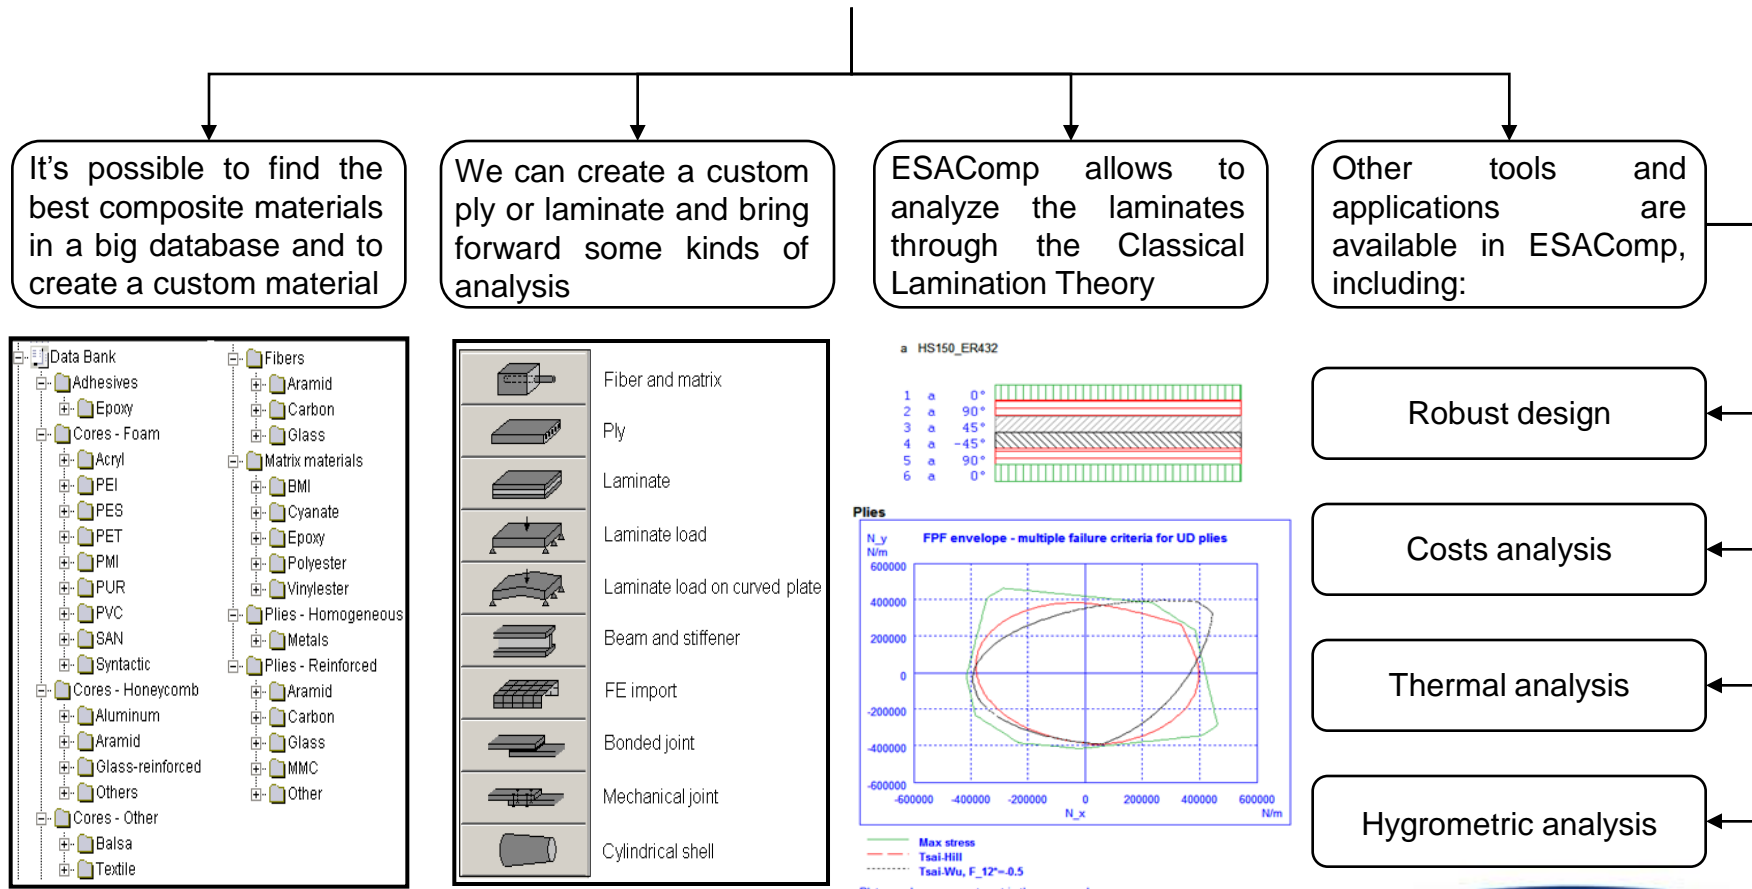 It's possible to find the
best composite materials
in a big database and to
create a custom material
We can create a custom
ply or laminate and bring
forward some kinds of
analysis
ESAComp allows to
analyze the laminates
through the Classical
Lamination Theory
Other tools and
applications are
available in ESAComp,
including:
Data Bank
Adhesives
Epoxy
Cores - Foam
Acryl
PEI
PES
PET
PMI
PUR
PVC
SAN
Syntactic
Cores - Honeycomb
Aluminum
Aramid
Glass-reinforced
Others
Cores - Other
Balsa
Textile
Fibers
Aramid
Carbon
Glass
Matrix materials
BMI
Cyanate
Epoxy
Polyester
Vinylester
Plies - Homogeneous
Metals
Plies - Reinforced
Aramid
Carbon
Glass
MMC
Other
Fiber and matrix
Ply
Laminate
Laminate load
Laminate load on curved plate
Beam and stiffener
FE import
Bonded joint
Mechanical joint
Cylindrical shell
a HS150_ER432
1 a 0°
2 a 90°
3 a 45°
4 a -45°
5 a 90°
6 a 0°
Plies
N_y FPF envelope - multiple failure criteria for UD plies
N/m
600000
400000
200000
0
-200000
-400000
-600000
-600000 -400000 -200000 0 200000 400000 600000
N_x N/m
Max stress
Tsai-Hill
Tsai-Wu, F_12*=-0.5
Robust design
Costs analysis
Thermal analysis
Hygrometric analysis